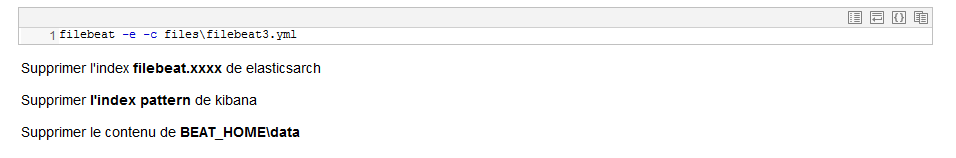 1 filebeat -e -c files\filebeat3.yml
Supprimer l'index filebeat.xxxx de elasticsarch
Supprimer l'index pattern de kibana
Supprimer le contenu de BEAT_HOME\data